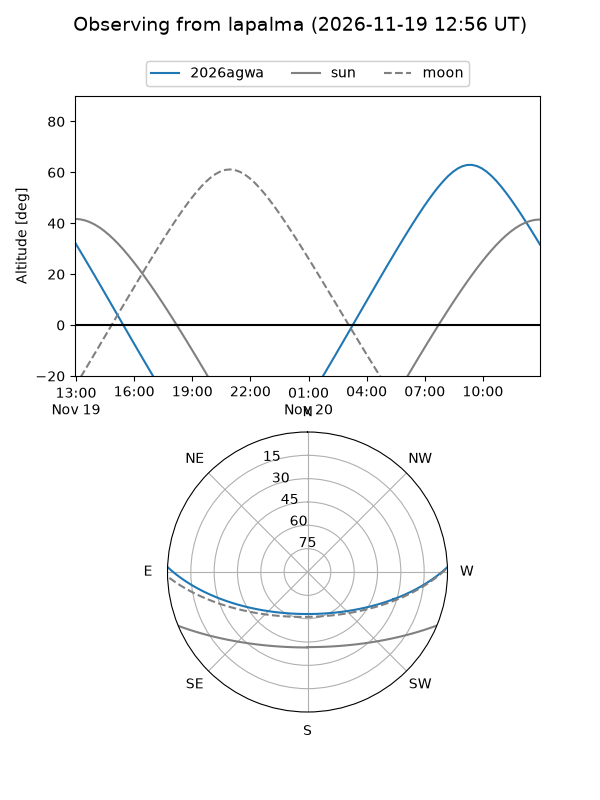 Observing from lapalma (2026-11-19 12:56 UT)
2026agwa sun moon
Altitude [deg]
80
60
40
20
0
−20
13:00 16:00 19:00 22:00 01:00 04:00 07:00 10:00
Nov 19 Nov 20
N
NE NW
15
30
45
60
75
E W
SE SW
S